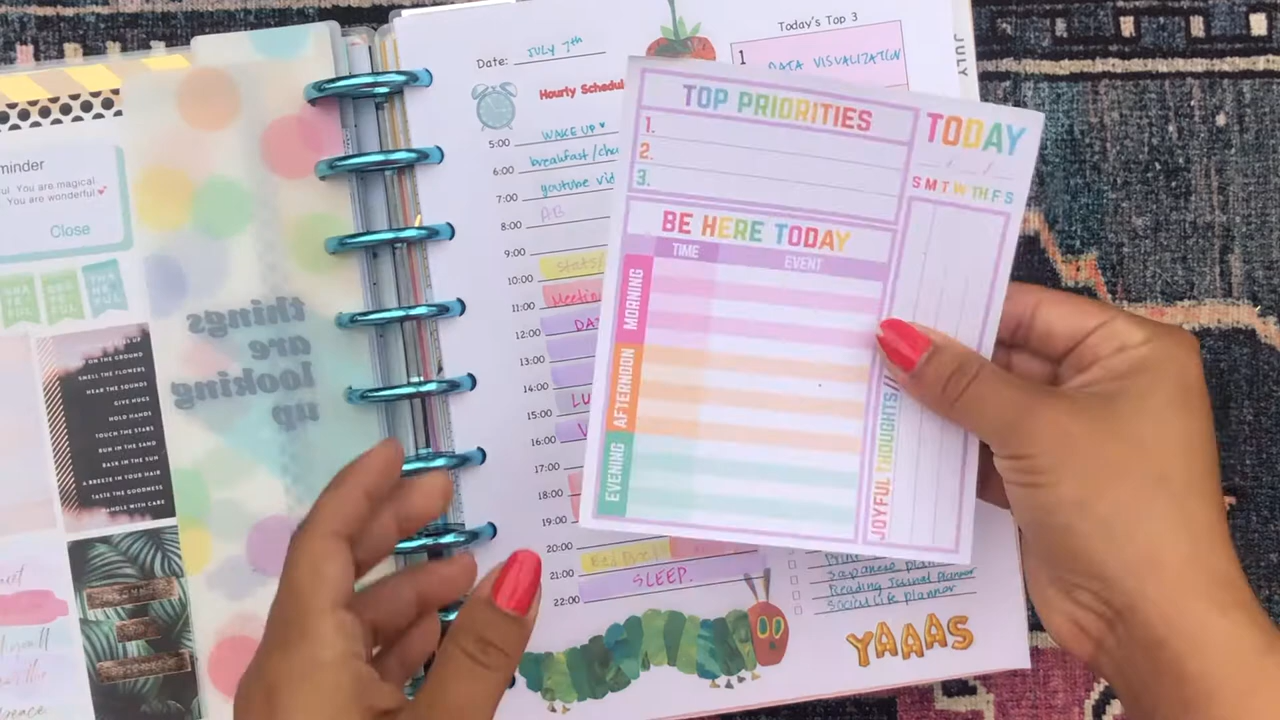 minder
You are magical
You are wonderful
Close
things
are
looking
up
ON THE GROUND
SMELL THE FLOWERS
HEAR THE SOUNDS
GIVE HUGS
HOLD HANDS
TOUCH THE STARS
RUN IN THE SAND
BASK IN THE SUN
A BREEZE IN YOUR HAIR
TASTE THE GOODNESS
HANDLE WITH CARE
Date: JULY 7th
Hourly Schedul
WAKE UP
5:00
breakfast/
6:00
youtube vid
7:00
8:00
9:00
10:00
11:00
12:00
13:00
14:00
15:00
16:00
17:00
18:00
19:00
20:00
21:00 SLEEP.
22:00
Today's Top 3
1 DATA VISUALIZATION
JULY
TOP PRIORITIES
1.
2.
3.
TODAY
S M T W TH F S
BE HERE TODAY
TIME EVENT
MORNING
AFTERNOON
EVENING
JOYFUL THOUGHTS//
Japanese plan
Reading Journal planner
Social life planner
YAAAS